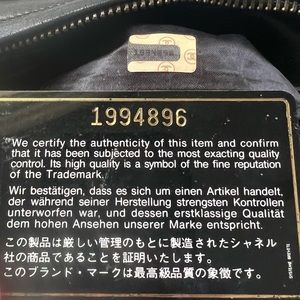 1994896
1994896
We certify the authenticity of this item and confirm
that it has been subjected to the most exacting quality
control. Its high quality is a symbol of the fine reputation
of the Trademark.
Wir bestätigen, dass es sich um einen Artikel handelt,
der während seiner Herstellung strengsten Kontrollen
unterworfen war, und dessen erstklassige Qualität
dem hohen Ansehen unserer Marke entspricht.
この製品は厳しい管理のもとに製造されたシャネル
社の商品であることを証明いたします。
このブランド・マークは最高級品質の象徴です。